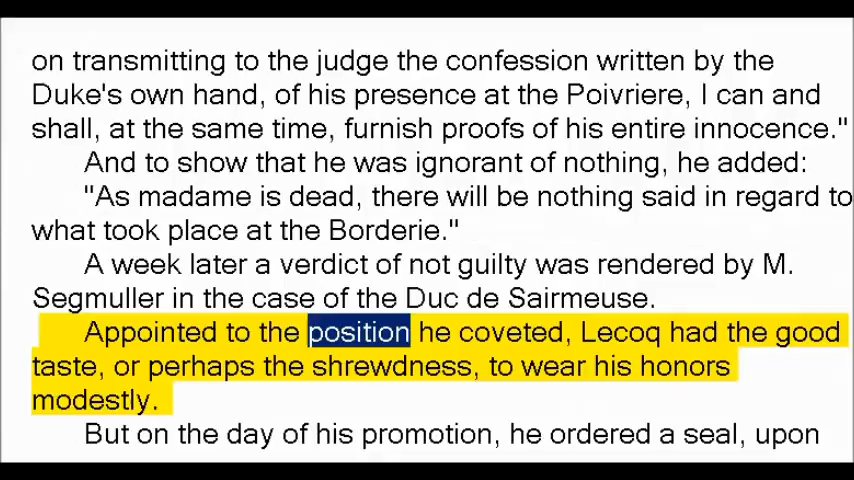 on transmitting to the judge the confession written by the
Duke's own hand, of his presence at the Poivriere, I can and
shall, at the same time, furnish proofs of his entire innocence."
And to show that he was ignorant of nothing, he added:
"As madame is dead, there will be nothing said in regard to
what took place at the Borderie."
A week later a verdict of not guilty was rendered by M.
Segmuller in the case of the Duc de Sairmeuse.
Appointed to the position he coveted, Lecoq had the good
taste, or perhaps the shrewdness, to wear his honors
modestly.
But on the day of his promotion, he ordered a seal, upon